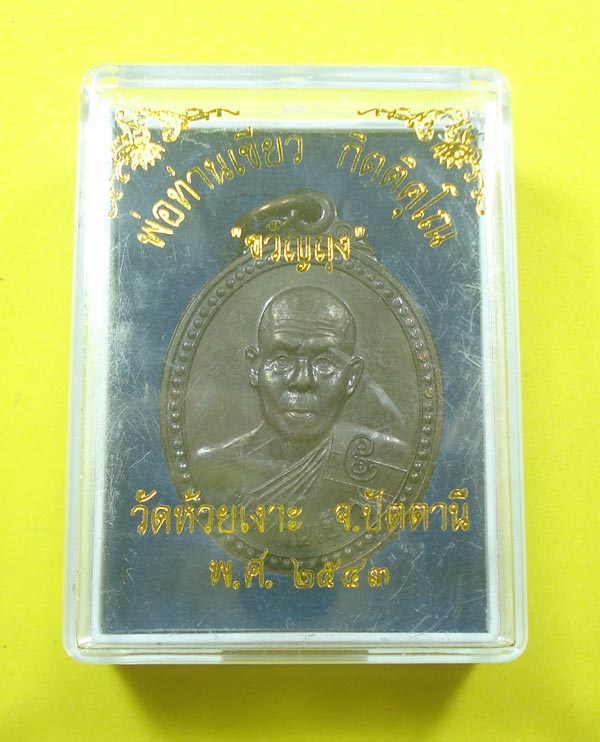 พ่อท่านเขียว กิตฺติคุโณ
"ขวัญถุง"
วัดห้วยเงาะ จ.ปัตตานี
พ.ศ. ๒๕๔๓